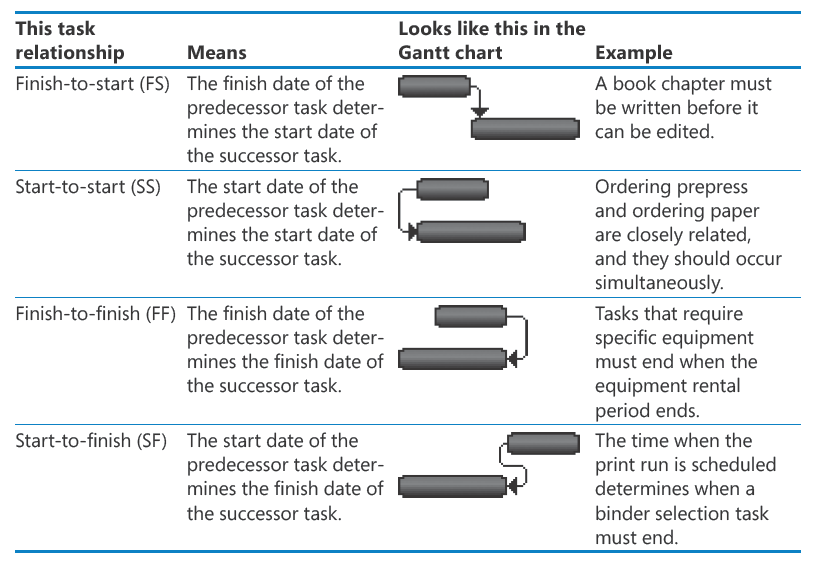 This task
relationship
Means
Looks like this in the
Gantt chart
Example
Finish-to-start (FS)
The finish date of the
predecessor task deter-
mines the start date of
the successor task.
A book chapter must
be written before it
can be edited.
Start-to-start (SS)
The start date of the
predecessor task deter-
mines the start date of
the successor task.
Ordering prepress
and ordering paper
are closely related,
and they should occur
simultaneously.
Finish-to-finish (FF)
The finish date of the
predecessor task deter-
mines the finish date of
the successor task.
Tasks that require
specific equipment
must end when the
equipment rental
period ends.
Start-to-finish (SF)
The start date of the
predecessor task deter-
mines the finish date of
the successor task.
The time when the
print run is scheduled
determines when a
binder selection task
must end.